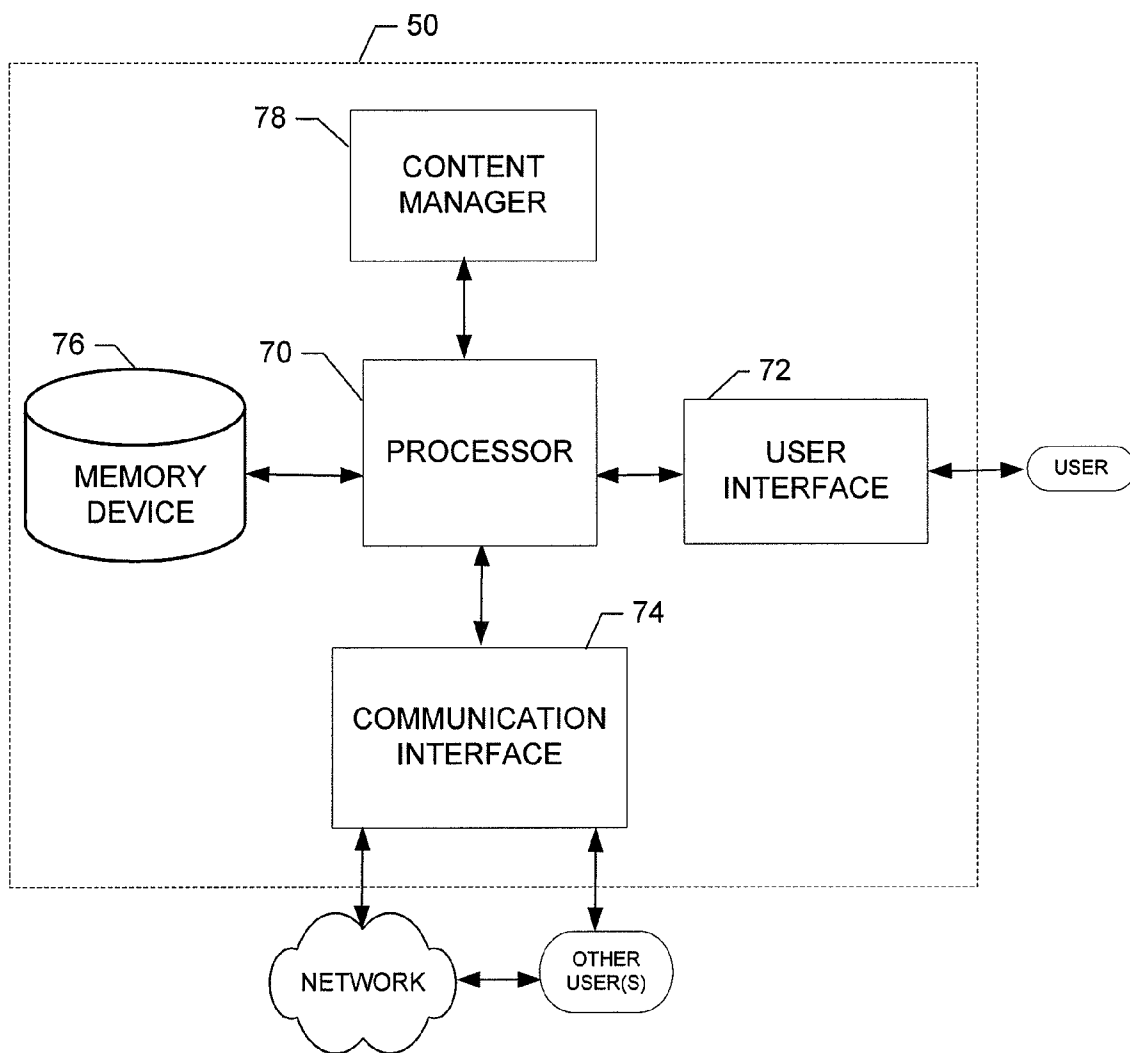 50
78
CONTENT
MANAGER
76
70
72
MEMORY
DEVICE
PROCESSOR
USER
INTERFACE
USER
74
COMMUNICATION
INTERFACE
NETWORK
OTHER
USER(S)